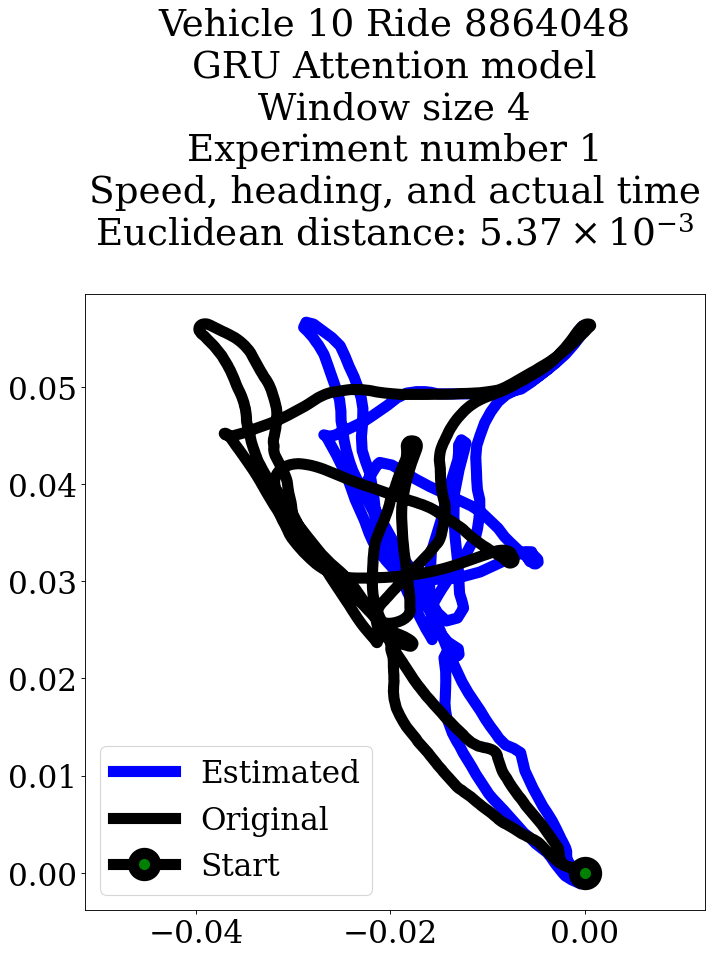 Vehicle 10 Ride 8864048
GRU Attention model
Window size 4
Experiment number 1
Speed, heading, and actual time
Euclidean distance: 5.37 × 10⁻³
0.05
0.04
0.03
0.02
0.01
0.00
Estimated
Original
Start
−0.04
−0.02
0.00